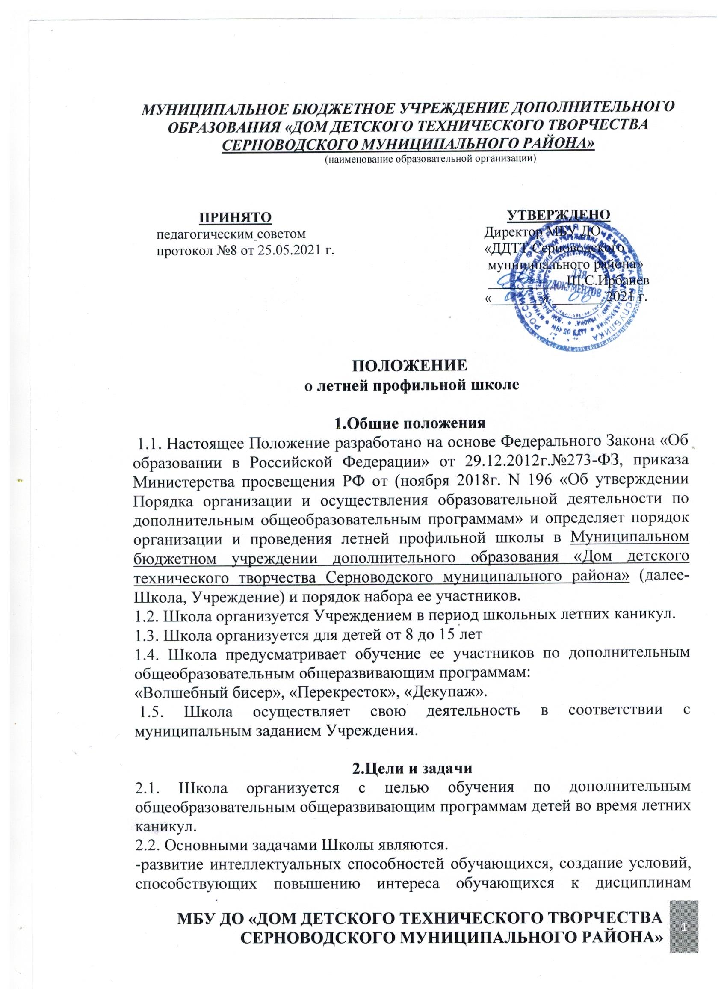 МУНИЦИПАЛЬНОЕ БЮДЖЕТНОЕ УЧРЕЖДЕНИЕ ДОПОЛНИТЕЛЬНОГО
ОБРАЗОВАНИЯ «ДОМ ДЕТСКОГО ТЕХНИЧЕСКОГО ТВОРЧЕСТВА
СЕРНОВОДСКОГО МУНИЦИПАЛЬНОГО РАЙОНА»
(наименование образовательной организации)
ПРИНЯТО
педагогическим советом
протокол №8 от 25.05.2021 г.
УТВЕРЖДЕНО
Директор МБУ ДО
«ДДТТ Серноводского
муниципального района»
Ш.С.Ирбаиев
« » 06 2021 г.
ДЛЯ
ДОКУМЕНТОВ
ПОЛОЖЕНИЕ
о летней профильной школе
1.Общие положения
1.1. Настоящее Положение разработано на основе Федерального Закона «Об
образовании в Российской Федерации» от 29.12.2012г.№273-ФЗ, приказа
Министерства просвещения РФ от (ноября 2018г. N 196 «Об утверждении
Порядка организации и осуществления образовательной деятельности по
дополнительным общеобразовательным программам» и определяет порядок
организации и проведения летней профильной школы в Муниципальном
бюджетном учреждении дополнительного образования «Дом детского
технического творчества Серноводского муниципального района» (далее-
Школа, Учреждение) и порядок набора ее участников.
1.2. Школа организуется Учреждением в период школьных летних каникул.
1.3. Школа организуется для детей от 8 до 15 лет
1.4. Школа предусматривает обучение ее участников по дополнительным
общеобразовательным общеразвивающим программам:
«Волшебный бисер», «Перекресток», «Декупаж».
1.5. Школа осуществляет свою деятельность в соответствии с
муниципальным заданием Учреждения.
2.Цели и задачи
2.1. Школа организуется с целью обучения по дополнительным
общеобразовательным общеразвивающим программам детей во время летних
каникул.
2.2. Основными задачами Школы являются.
-развитие интеллектуальных способностей обучающихся, создание условий,
способствующих повышению интереса обучающихся к дисциплинам
МБУ ДО «ДОМ ДЕТСКОГО ТЕХНИЧЕСКОГО ТВОРЧЕСТВА
СЕРНОВОДСКОГО МУНИЦИПАЛЬНОГО РАЙОНА»
1